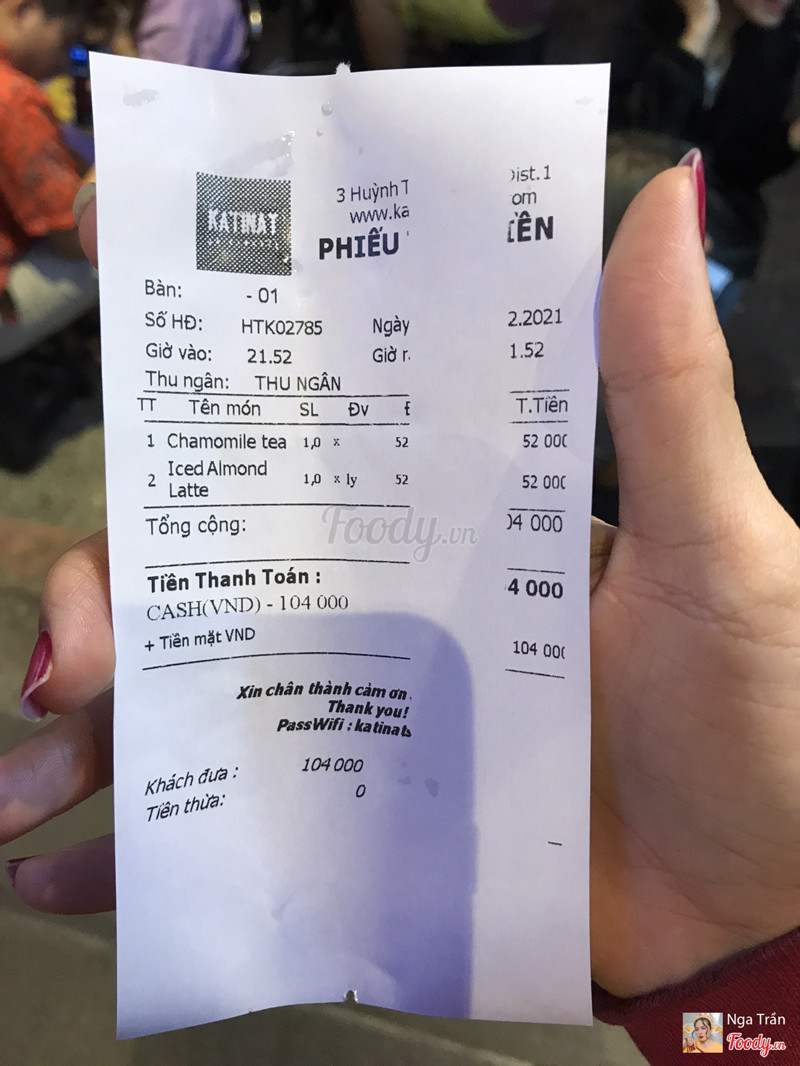 KATINAT
3 Huỳnh T ist. 1
www.ka om
PHIẾU IỀN
Bàn: - 01
Số HĐ: HTK02785 Ngày 2.2021
Giờ vào: 21.52 Giờ r 1.52
Thu ngân: THU NGÂN
TT Tên món SL Đv T.Tiền
1 Chamomile tea 1,0 x 52 52 000
2 Iced Almond Latte 1,0 x ly 52 52 000
Tổng cộng: 04 000
Foody.vn
Tiền Thanh Toán : 4 000
CASH(VND) - 104 000
+ Tiền mặt VND 104 000
Xin chân thành cảm ơn.
Thank you!
PassWifi : katinat
Khách đưa : 104 000
Tiền thừa: 0
Nga Trần
Foody.vn